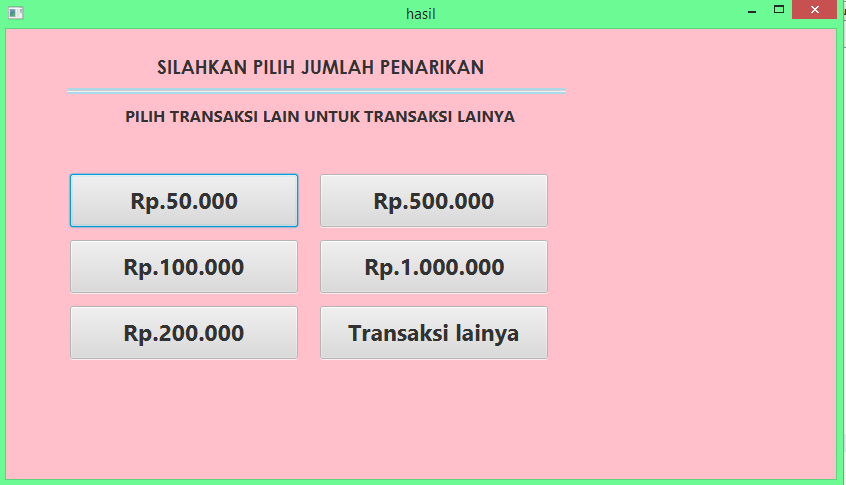 hasil
SILAHKAN PILIH JUMLAH PENARIKAN
PILIH TRANSAKSI LAIN UNTUK TRANSAKSI LAINYA
Rp.50.000
Rp.500.000
Rp.100.000
Rp.1.000.000
Rp.200.000
Transaksi lainya